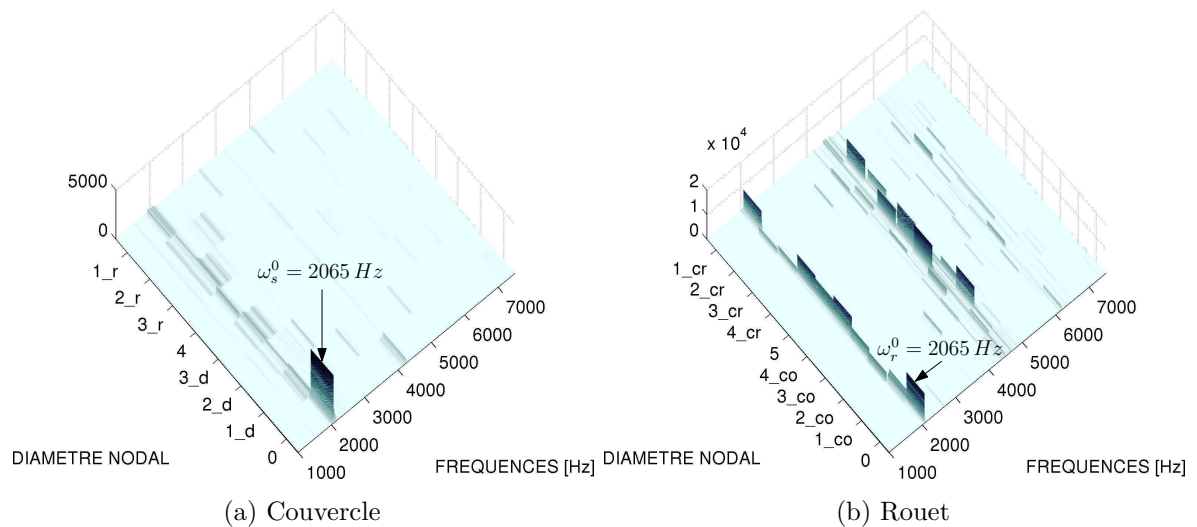 5000
0
1_r
2_r
3_r
4
3_d
2_d
1_d
0
1000
2000
3000
4000
5000
6000
7000
ω_s^0 = 2065 Hz
DIAMETRE NODAL
FREQUENCES [Hz]
(a) Couvercle
x 10^4
2
1
0
1_cr
2_cr
3_cr
4_cr
5
4_co
3_co
2_co
1_co
0
1000
2000
3000
4000
5000
6000
7000
ω_r^0 = 2065 Hz
DIAMETRE NODAL
FREQUENCES [Hz]
(b) Rouet